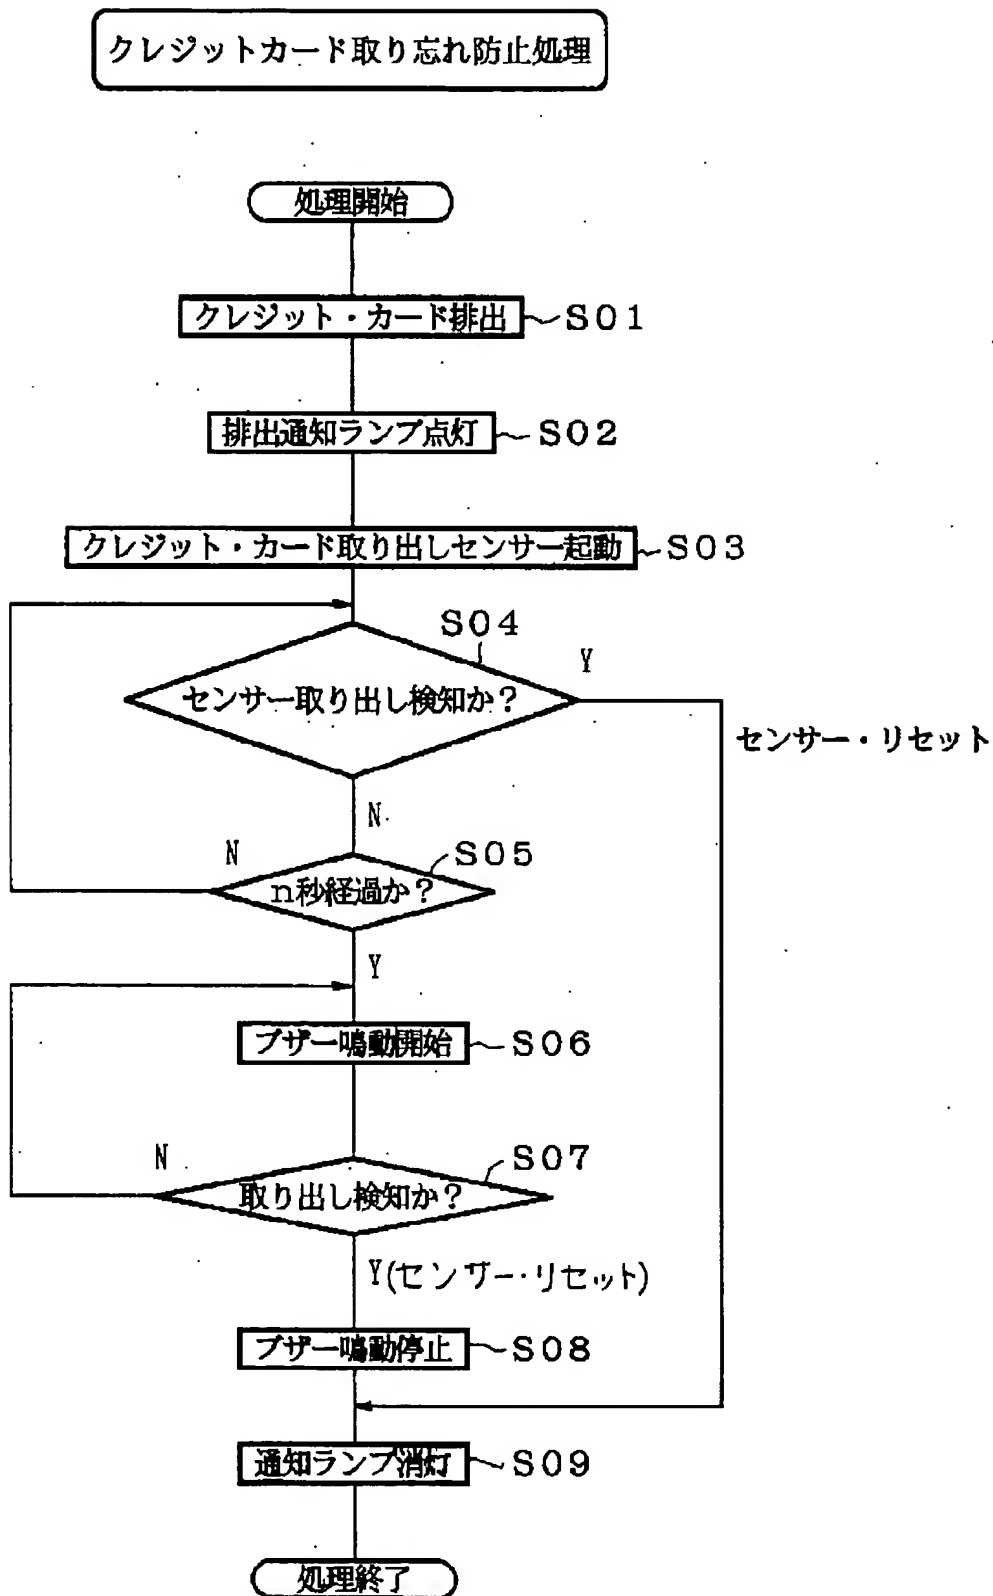 クレジットカード取り忘れ防止処理
処理開始
クレジット・カード排出
S01
排出通知ランプ点灯
S02
クレジット・カード取り出しセンサー起動
S03
S04
Y
センサー取り出し検知か?
センサー・リセット
N
N
S05
n秒経過か?
Y
ブザー鳴動開始
S06
N
S07
取り出し検知か?
Y(センサー・リセット)
ブザー鳴動停止
S08
通知ランプ消灯
S09
処理終了